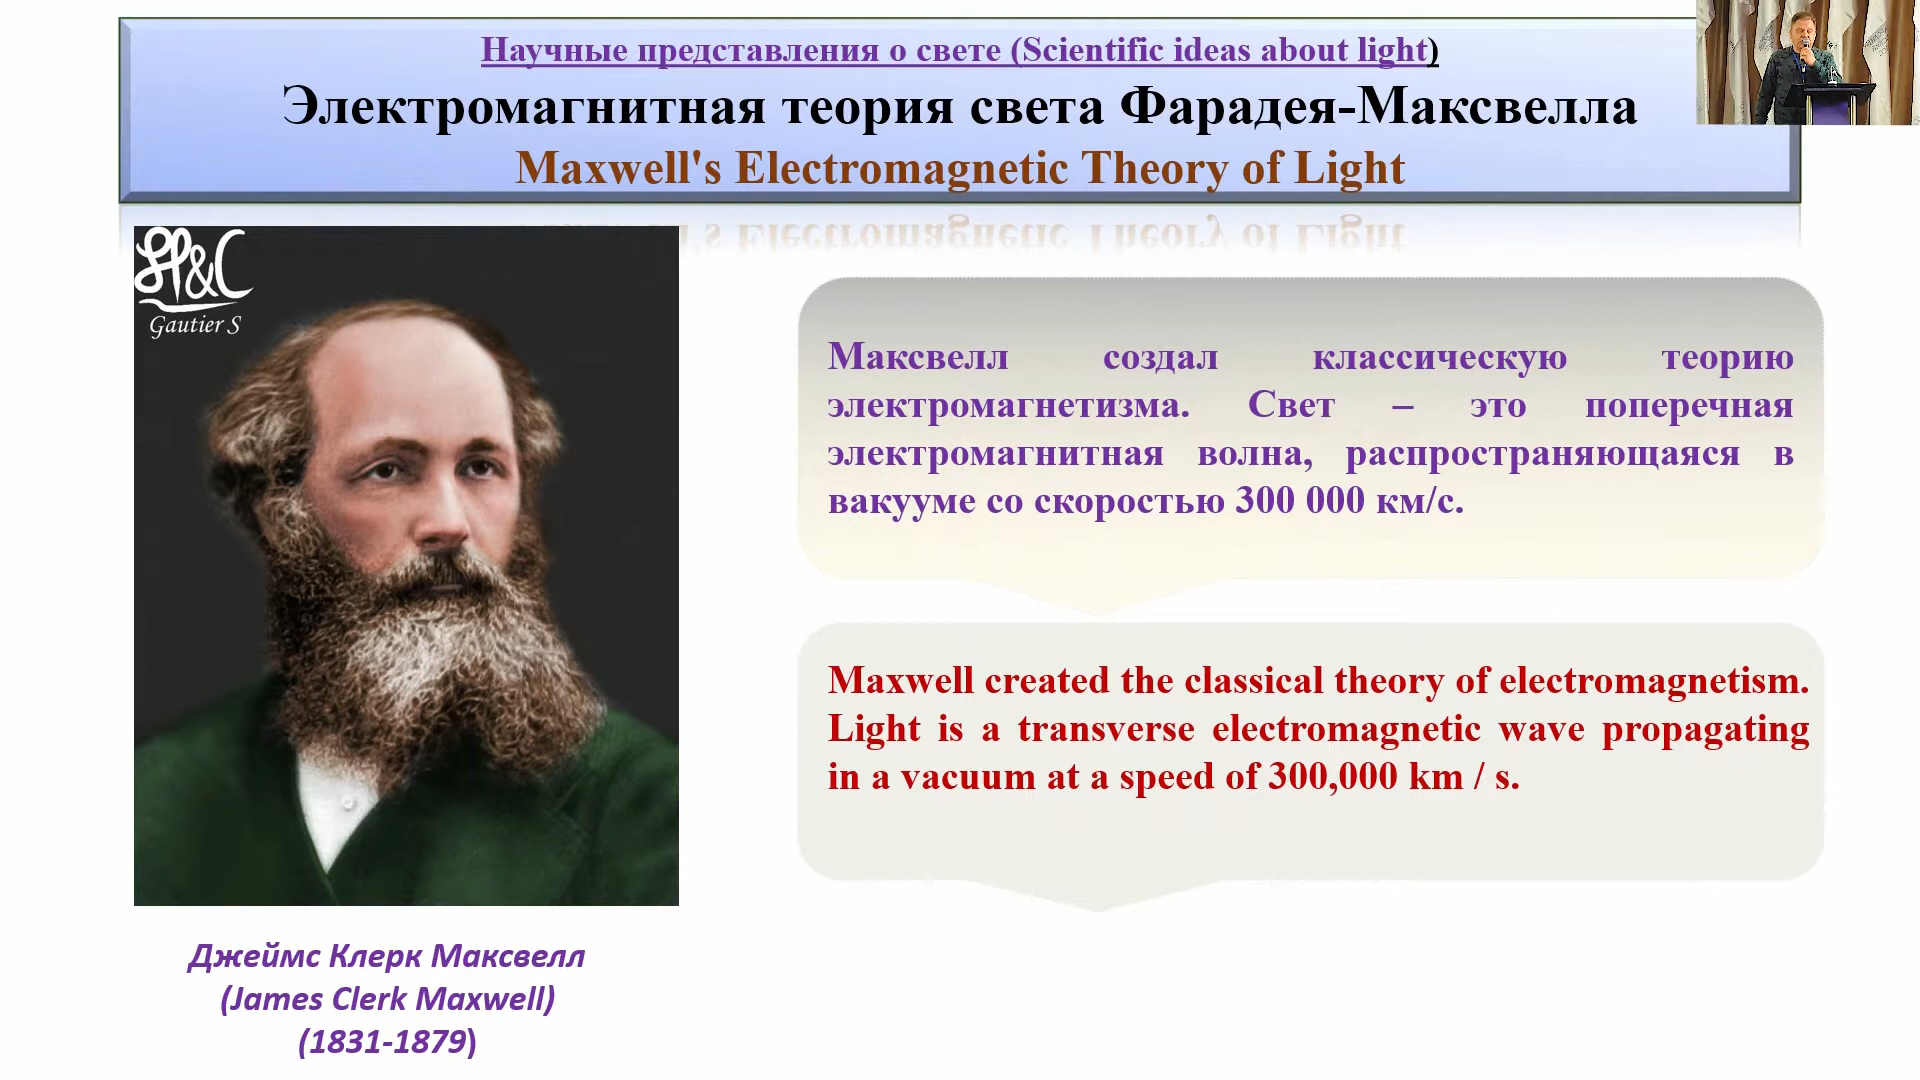 Научные представления о свете (Scientific ideas about light)
Электромагнитная теория света Фарадея-Максвелла
Maxwell's Electromagnetic Theory of Light
Gautier S
Максвелл создал классическую теорию
электромагнетизма. Свет – это поперечная
электромагнитная волна, распространяющаяся в
вакууме со скоростью 300 000 км/с.
Maxwell created the classical theory of electromagnetism.
Light is a transverse electromagnetic wave propagating
in a vacuum at a speed of 300,000 km / s.
Джеймс Клерк Максвелл
(James Clerk Maxwell)
(1831-1879)